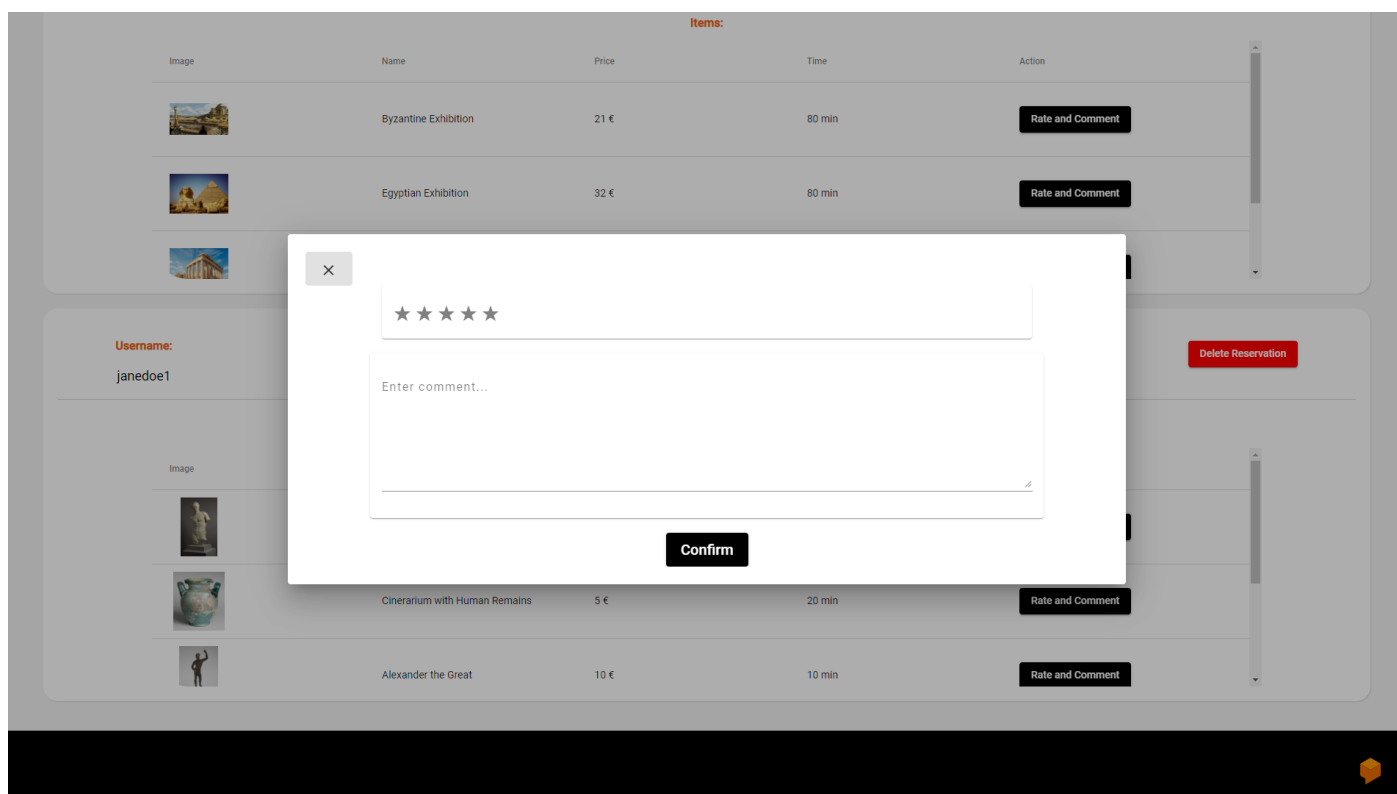 Items:
Image Name Price Time Action
Byzantine Exhibition 21 € 80 min Rate and Comment
Egyptian Exhibition 32 € 80 min Rate and Comment
Username:
Delete Reservation
janedoe1
Enter comment...
Image
Confirm
Cinerarium with Human Remains 5 € 20 min Rate and Comment
Alexander the Great 10 € 10 min Rate and Comment